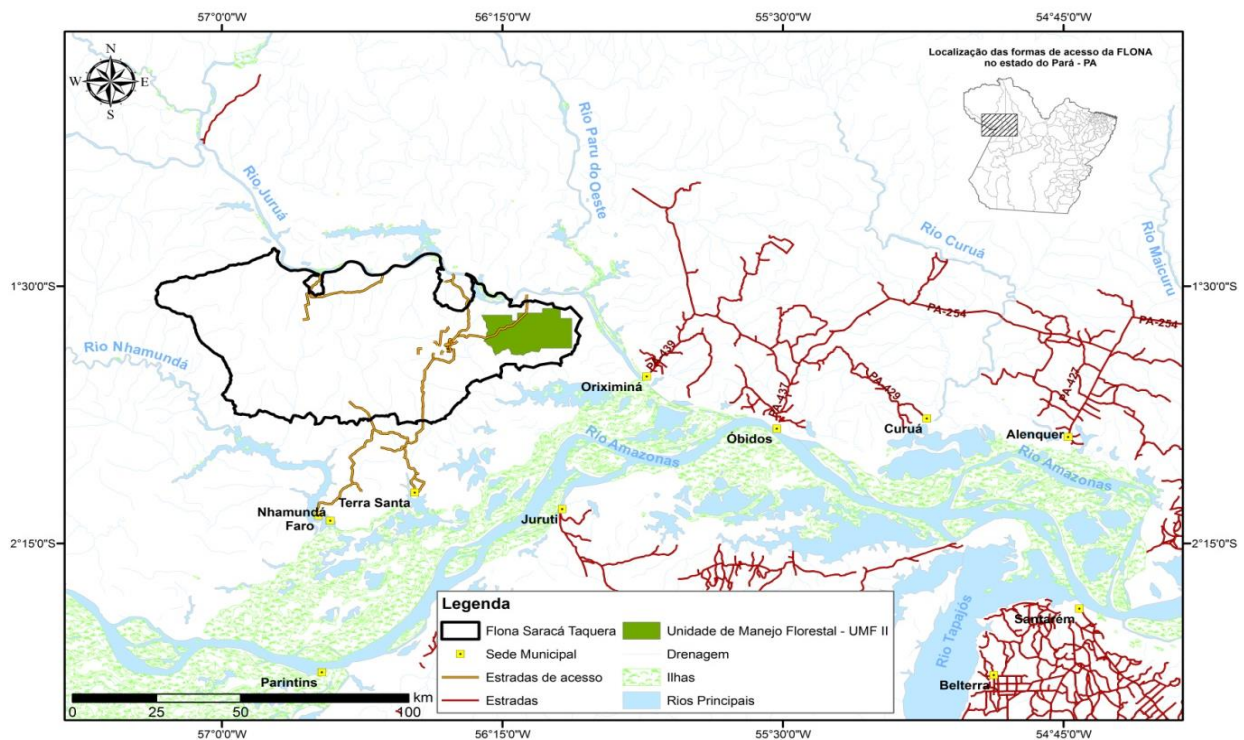 57°0'0"W
56°15'0"W
55°30'0"W
54°45'0"W
N
W
E
S
Localização das formas de acesso da FLONA
no estado do Pará - PA
Rio Paru do Oeste
Rio Juruá
Rio Curuá
Rio Maicuru
1°30'0"S
1°30'0"S
PA-254
PA-254
Rio Nhamundá
PA-439
PA-429
PA-427
PA-437
Oriximiná
Óbidos
Curuá
Alenquer
Rio Amazonas
Rio Amazonas
Terra Santa
Nhamundá
Faro
Juruti
2°15'0"S
2°15'0"S
Legenda
Flona Saracá Taquera
Unidade de Manejo Florestal - UMF II
Sede Municipal
Drenagem
Estradas de acesso
Ilhas
Estradas
Rios Principais
Rio Tapajós
Santarém
Belterra
Parintins
km
0
25
50
100
57°0'0"W
56°15'0"W
55°30'0"W
54°45'0"W